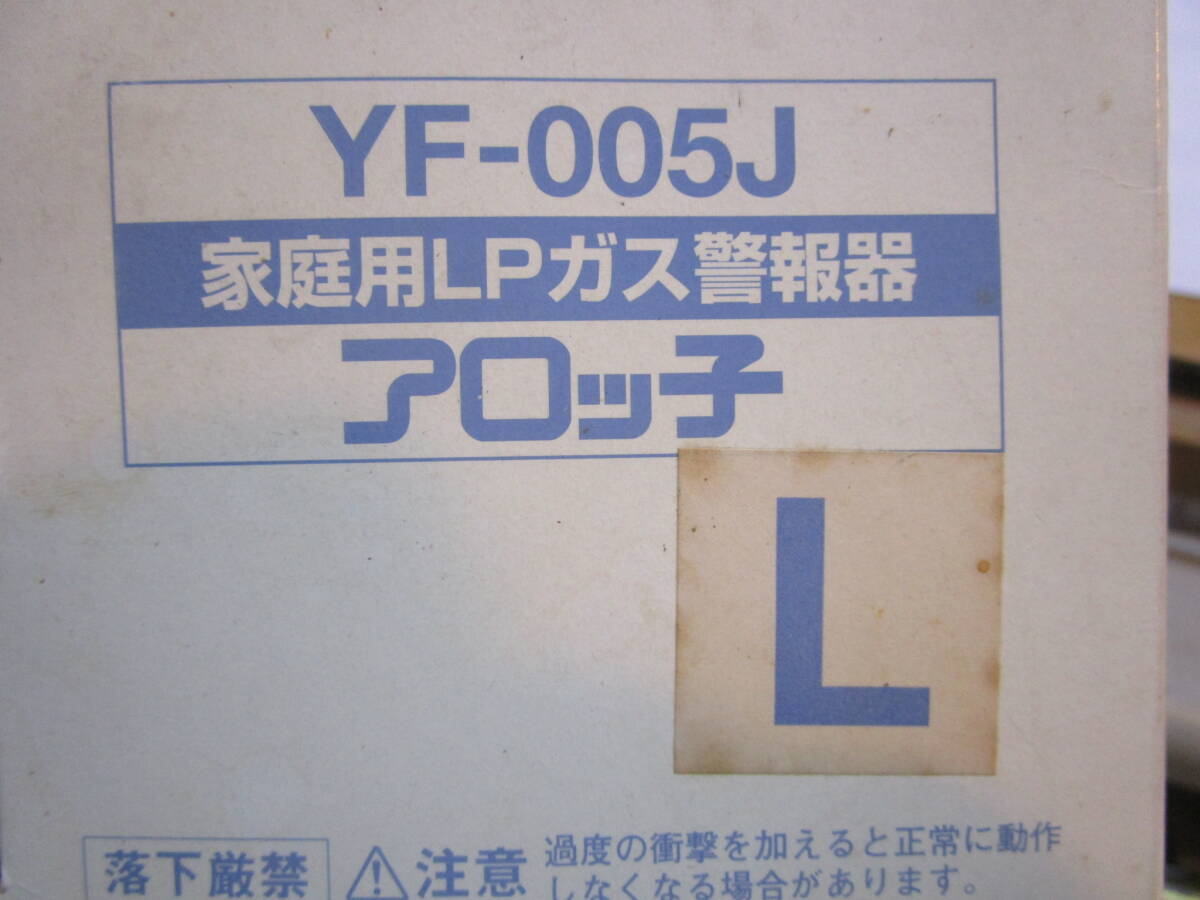 YF-005J
家庭用LPガス警報器
アロッ子
L
落下厳禁
注意
過度の衝撃を加えると正常に動作
しなくなる場合があります。